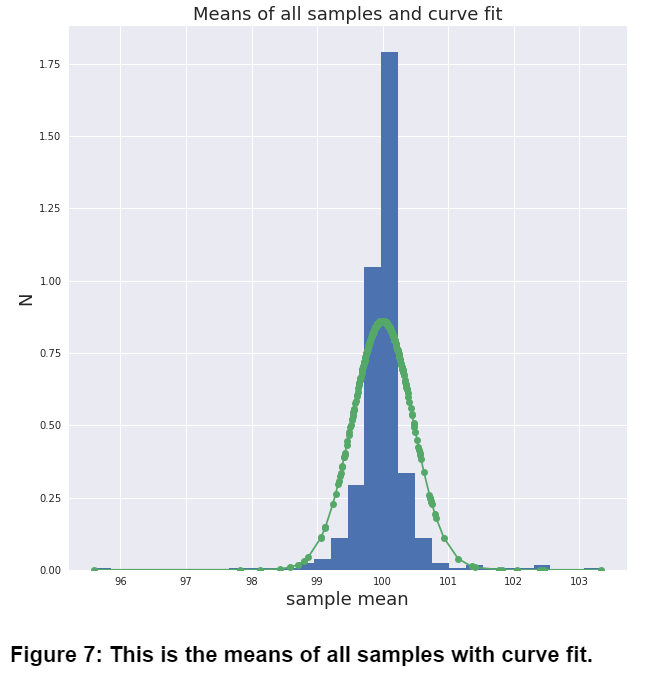 Means of all samples and curve fit
1.75
1.50
1.25
1.00
0.75
0.50
0.25
0.00
N
96 97 98 99 100 101 102 103
sample mean
Figure 7: This is the means of all samples with curve fit.